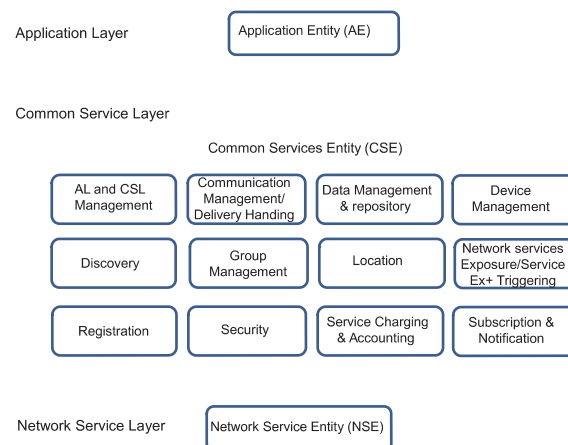 Application Layer
Application Entity (AE)
Common Service Layer
Common Services Entity (CSE)
AL and CSL
Management
Communication
Management/
Delivery Handing
Data Management
& repository
Device
Management
Discovery
Group
Management
Location
Network services
Exposure/Service
Ex+ Triggering
Registration
Security
Service Charging
& Accounting
Subscription &
Notification
Network Service Layer
Network Service Entity (NSE)